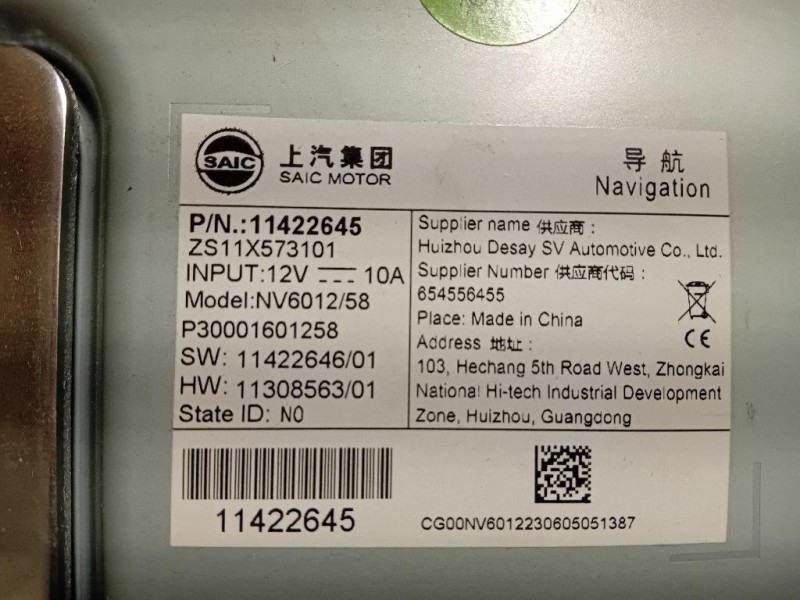 SAIC
上汽集团
SAIC MOTOR
导航
Navigation
P/N.:11422645
ZS11X573101
INPUT:12V ⎓ 10A
Model:NV6012/58
P30001601258
SW: 11422646/01
HW: 11308563/01
State ID: NO
Supplier name 供应商:
Huizhou Desay SV Automotive Co., Ltd.
Supplier Number 供应商代码:
654556455
Place: Made in China
Address 地址:
103, Hechang 5th Road West, Zhongkai
National Hi-tech Industrial Development
Zone, Huizhou, Guangdong
CE
11422645
CG00NV6012230605051387